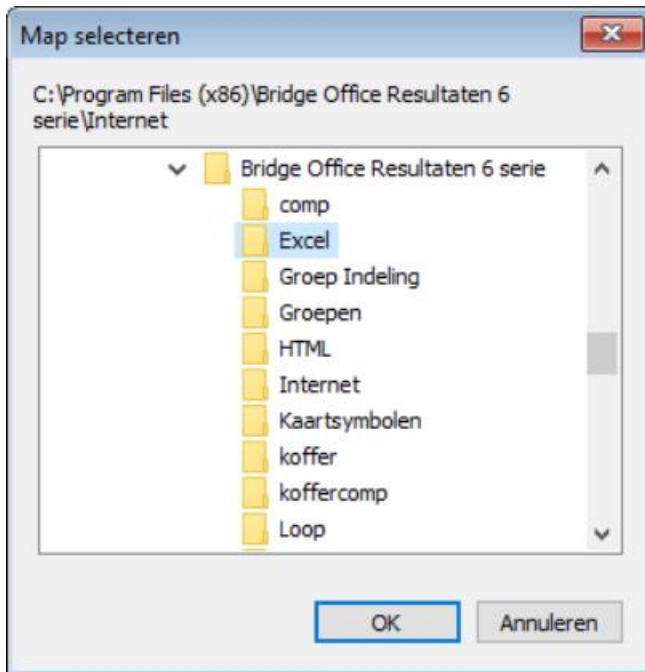 Map selecteren
C:\Program Files (x86)\Bridge Office Resultaten 6
serie\Internet
Bridge Office Resultaten 6 serie
comp
Excel
Groep Indeling
Groepen
HTML
Internet
Kaartsymbolen
koffer
koffercomp
Loop
OK
Annuleren